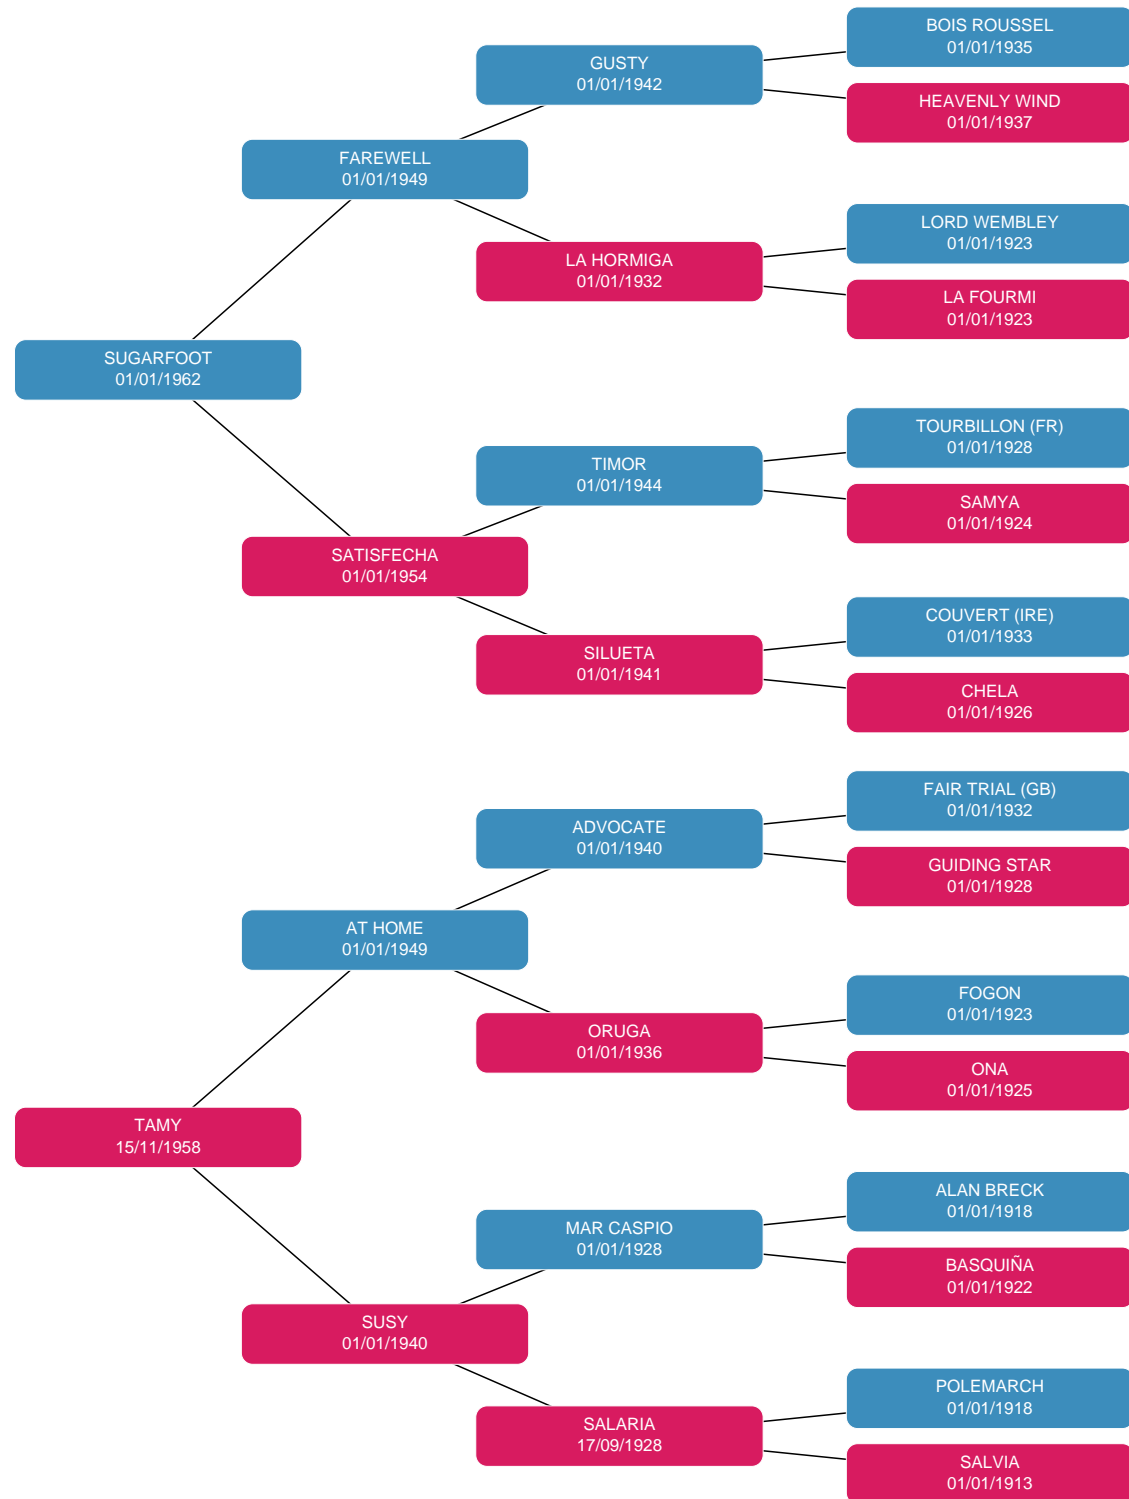 BOIS ROUSSEL
01/01/1935
GUSTY
01/01/1942
HEAVENLY WIND
01/01/1937
FAREWELL
01/01/1949
LORD WEMBLEY
01/01/1923
LA HORMIGA
01/01/1932
LA FOURMI
01/01/1923
SUGARFOOT
01/01/1962
TOURBILLON (FR)
01/01/1928
TIMOR
01/01/1944
SAMYA
01/01/1924
SATISFECHA
01/01/1954
COUVERT (IRE)
01/01/1933
SILUETA
01/01/1941
CHELA
01/01/1926
FAIR TRIAL (GB)
01/01/1932
ADVOCATE
01/01/1940
GUIDING STAR
01/01/1928
AT HOME
01/01/1949
FOGON
01/01/1923
ORUGA
01/01/1936
ONA
01/01/1925
TAMY
15/11/1958
ALAN BRECK
01/01/1918
MAR CASPIO
01/01/1928
BASQUIÑA
01/01/1922
SUSY
01/01/1940
POLEMARCH
01/01/1918
SALARIA
17/09/1928
SALVIA
01/01/1913